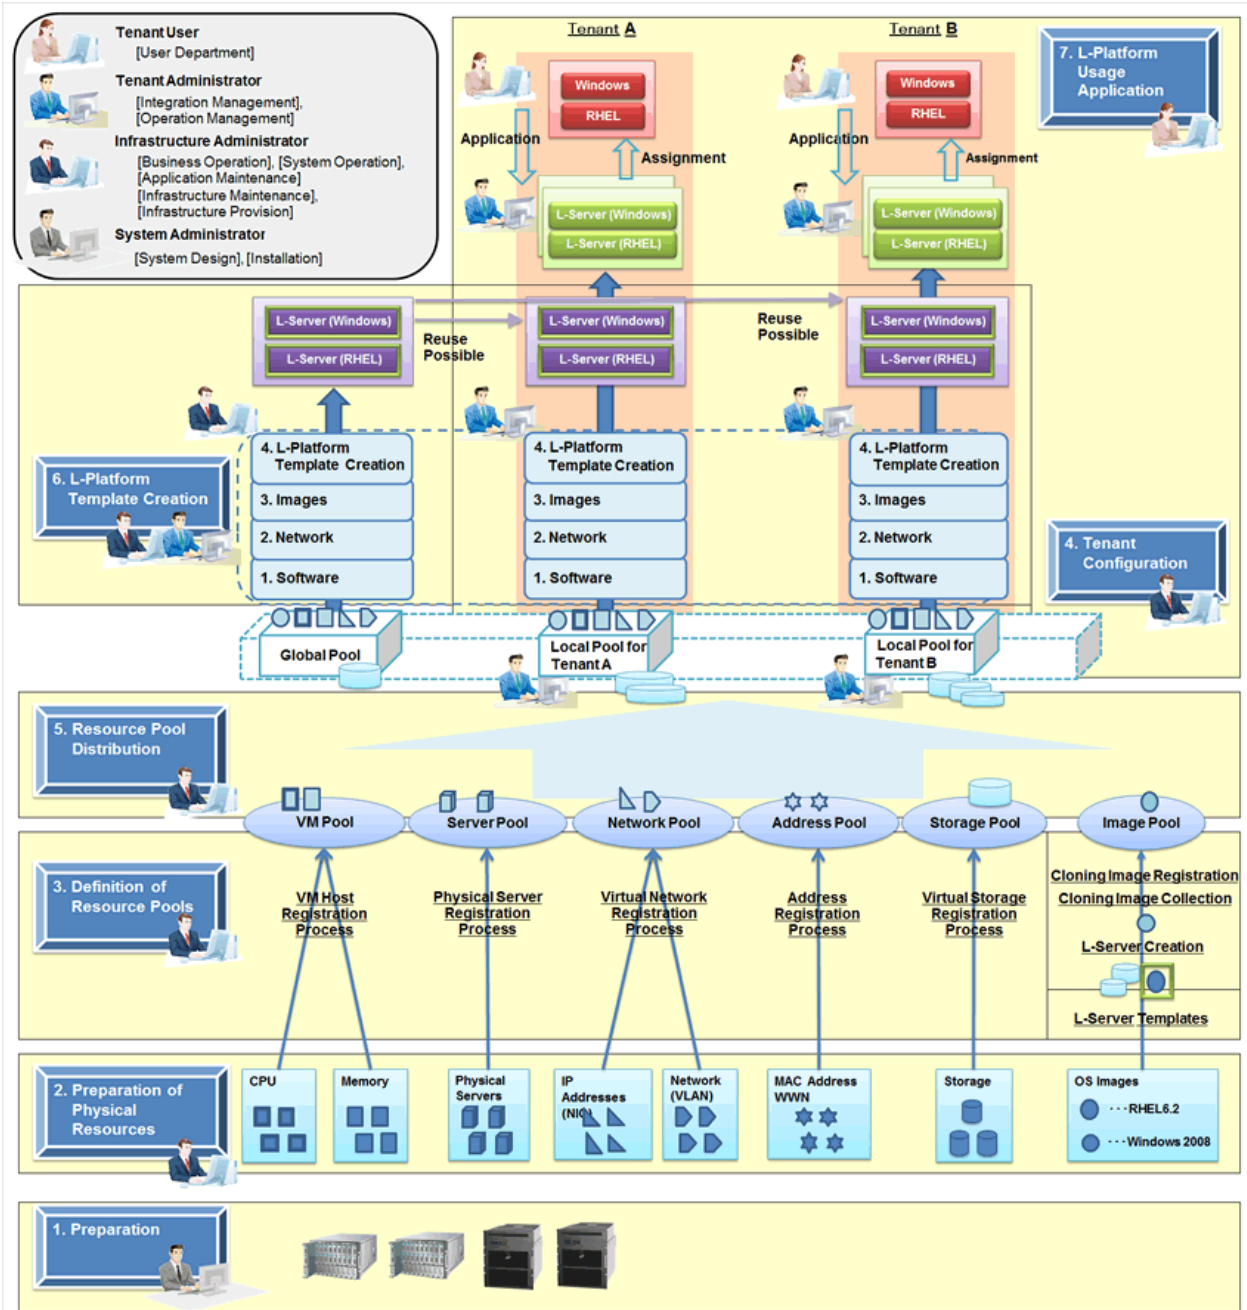 Tenant User
[User Department]
Tenant Administrator
[Integration Management],
[Operation Management]
Infrastructure Administrator
[Business Operation], [System Operation],
[Application Maintenance]
[Infrastructure Maintenance],
[Infrastructure Provision]
System Administrator
[System Design], [Installation]
Tenant A
Tenant B
7. L-Platform
Usage
Application
Windows
RHEL
Windows
RHEL
Application
Assignment
Application
Assignment
L-Server (Windows)
L-Server (RHEL)
L-Server (Windows)
L-Server (RHEL)
L-Server (Windows)
L-Server (RHEL)
Reuse
Possible
L-Server (Windows)
L-Server (RHEL)
Reuse
Possible
L-Server (Windows)
L-Server (RHEL)
6. L-Platform
Template Creation
4. L-Platform
Template Creation
3. Images
2. Network
1. Software
4. L-Platform
Template Creation
3. Images
2. Network
1. Software
4. L-Platform
Template Creation
3. Images
2. Network
1. Software
4. Tenant
Configuration
Global Pool
Local Pool for
Tenant A
Local Pool for
Tenant B
5. Resource Pool
Distribution
VM Pool
Server Pool
Network Pool
Address Pool
Storage Pool
Image Pool
3. Definition of
Resource Pools
VM Host
Registration
Process
Physical Server
Registration
Process
Virtual Network
Registration
Process
Address
Registration
Process
Virtual Storage
Registration
Process
Cloning Image Registration
Cloning Image Collection
L-Server Creation
L-Server Templates
2. Preparation of
Physical
Resources
CPU
Memory
Physical
Servers
IP
Addresses
(NIC)
Network
(VLAN)
MAC Address
WWN
Storage
OS Images
···RHEL6.2
···Windows 2008
1. Preparation